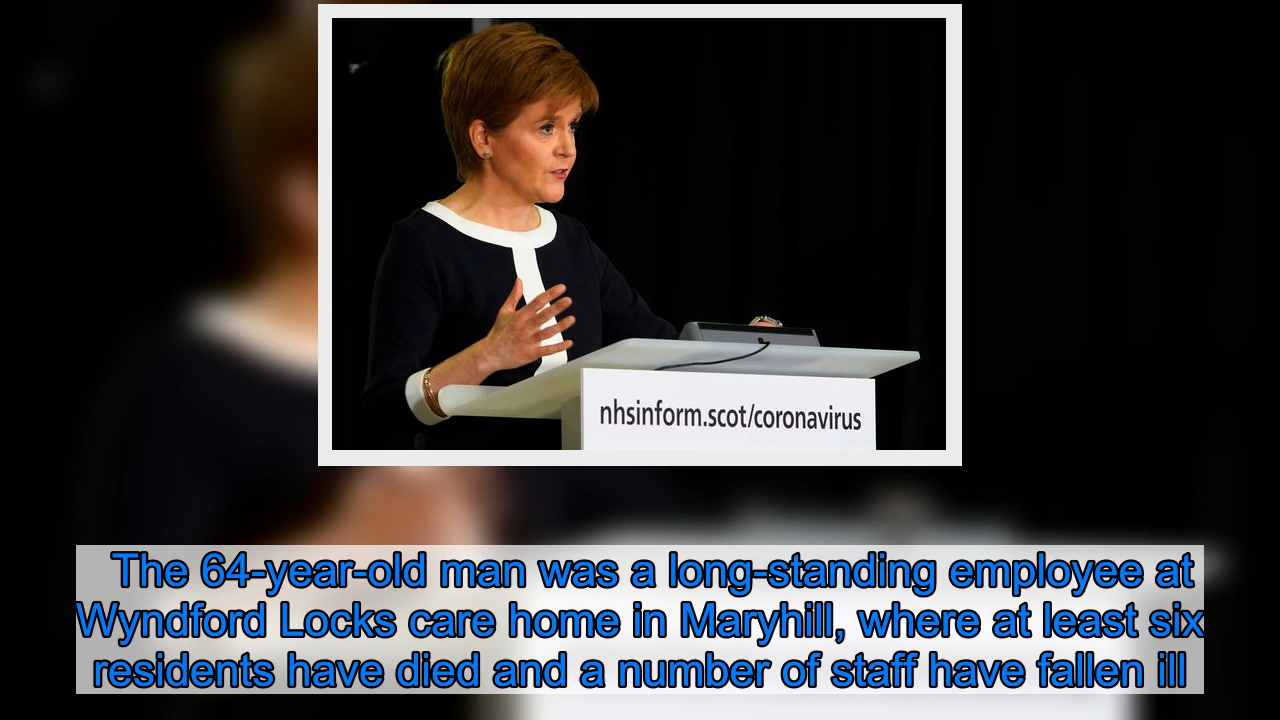 nhsinform.scot/coronavirus
The 64-year-old man was a long-standing employee at
Wyndford Locks care home in Maryhill, where at least six
residents have died and a number of staff have fallen ill